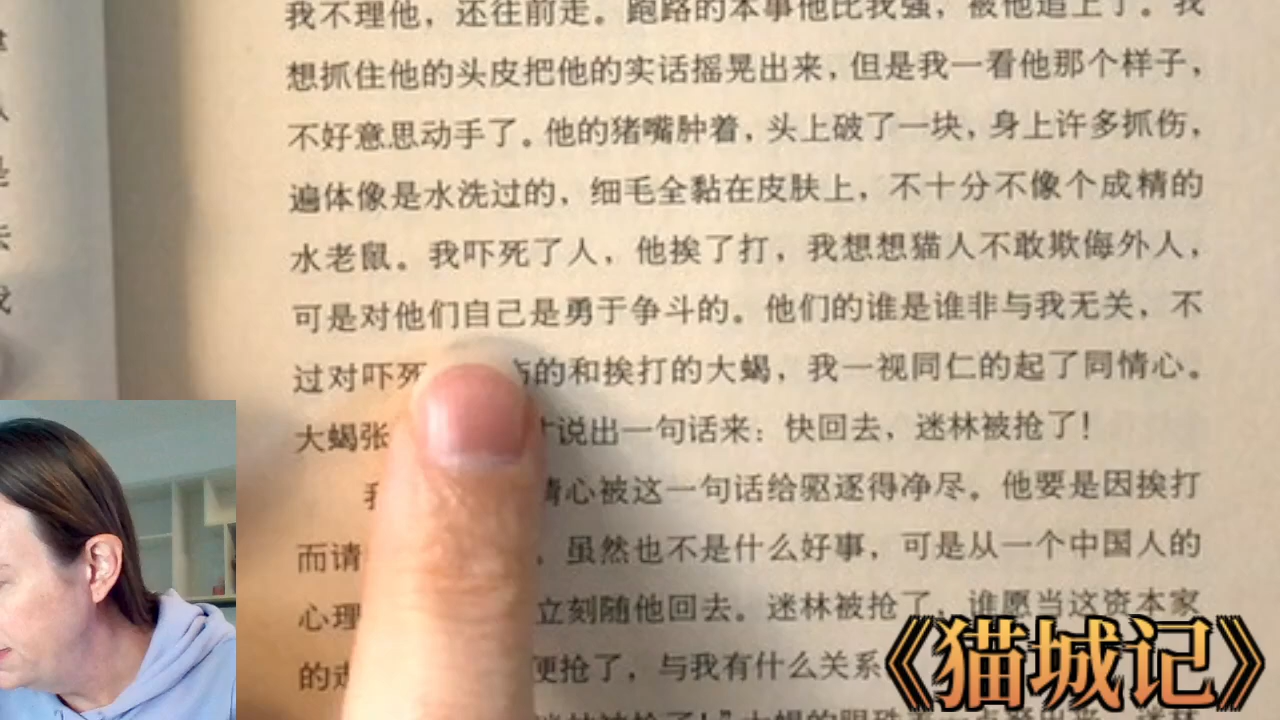 我不理他，还往前走。跑路的本事他比我强，被他追上了。我
想抓住他的头皮把他的实话摇晃出来，但是我一看他那个样子，
不好意思动手了。他的猪嘴肿着，头上破了一块，身上许多抓伤，
遍体像是水洗过的，细毛全黏在皮肤上，不十分不像个成精的
水老鼠。我吓死了人，他挨了打，我想想猫人不敢欺侮外人，
可是对他们自己是勇于争斗的。他们的谁是谁非与我无关，不
过对吓死 的和挨打的大蝎，我一视同仁的起了同情心。
大蝎张 说出一句话来：快回去，迷林被抢了！
情心被这一句话给驱逐得净尽。他要是因挨打
而请 ，虽然也不是什么好事，可是从一个中国人的
心理 立刻随他回去。迷林被抢了，谁愿当这资本家
的走 便抢了，与我有什么关系
《猫城记》